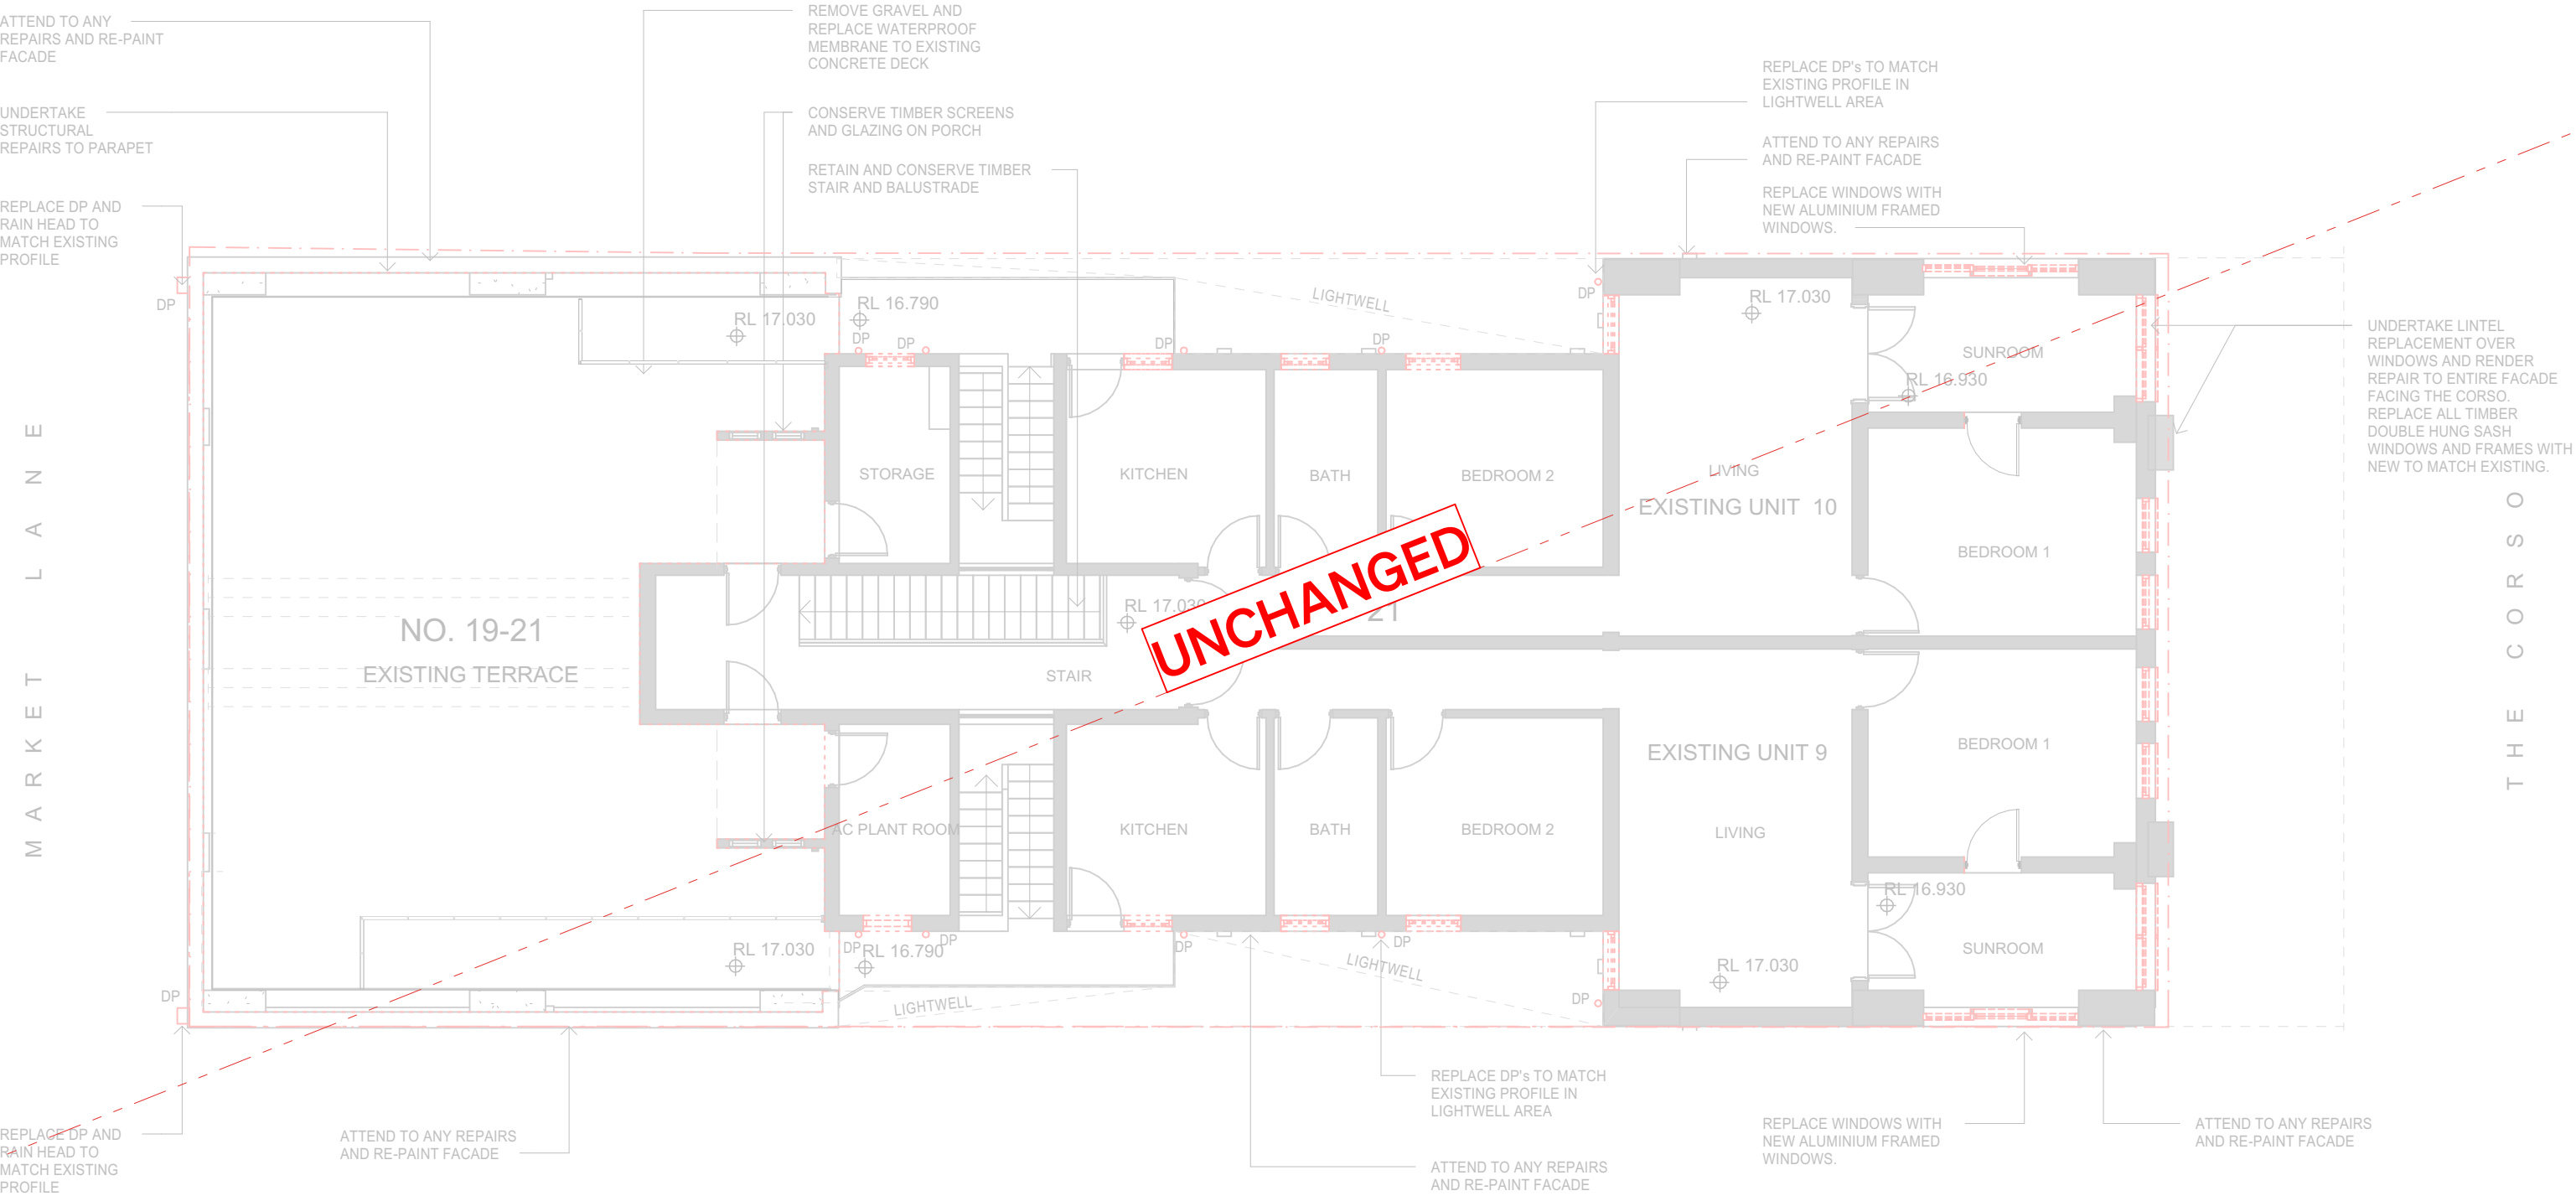 ATTEND TO ANY
REPAIRS AND RE-PAINT
FACADE
UNDERTAKE
STRUCTURAL
REPAIRS TO PARAPET
REPLACE DP AND
RAIN HEAD TO
MATCH EXISTING
PROFILE
REMOVE GRAVEL AND
REPLACE WATERPROOF
MEMBRANE TO EXISTING
CONCRETE DECK
CONSERVE TIMBER SCREENS
AND GLAZING ON PORCH
RETAIN AND CONSERVE TIMBER
STAIR AND BALUSTRADE
REPLACE DP's TO MATCH
EXISTING PROFILE IN
LIGHTWELL AREA
ATTEND TO ANY REPAIRS
AND RE-PAINT FACADE
REPLACE WINDOWS WITH
NEW ALUMINIUM FRAMED
WINDOWS.
UNDERTAKE LINTEL
REPLACEMENT OVER
WINDOWS AND RENDER
REPAIR TO ENTIRE FACADE
FACING THE CORSO.
REPLACE ALL TIMBER
DOUBLE HUNG SASH
WINDOWS AND FRAMES WITH
NEW TO MATCH EXISTING.
DP
RL 17.030
RL 16.790
DP
DP
DP
LIGHTWELL
DP
DP
RL 17.030
SUNROOM
RL 16.930
STORAGE
KITCHEN
BATH
BEDROOM 2
LIVING
EXISTING UNIT 10
BEDROOM 1
MARKET LANE
THE CORSO
NO. 19-21
EXISTING TERRACE
RL 17.030
21
UNCHANGED
STAIR
EXISTING UNIT 9
BEDROOM 1
AC PLANT ROOM
KITCHEN
BATH
BEDROOM 2
LIVING
RL 16.930
SUNROOM
RL 17.030
DP
RL 16.790
DP
DP
DP
LIGHTWELL
RL 17.030
DP
DP
LIGHTWELL
REPLACE DP AND
RAIN HEAD TO
MATCH EXISTING
PROFILE
ATTEND TO ANY REPAIRS
AND RE-PAINT FACADE
REPLACE DP's TO MATCH
EXISTING PROFILE IN
LIGHTWELL AREA
ATTEND TO ANY REPAIRS
AND RE-PAINT FACADE
REPLACE WINDOWS WITH
NEW ALUMINIUM FRAMED
WINDOWS.
ATTEND TO ANY REPAIRS
AND RE-PAINT FACADE